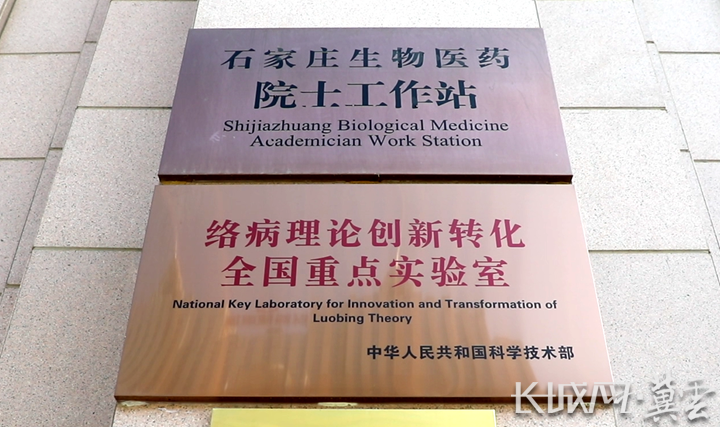 石家庄生物医药
院士工作站
Shijiazhuang Biological Medicine
Academician Work Station
络病理论创新转化
全国重点实验室
National Key Laboratory for Innovation and Transformation of
Luobing Theory
中华人民共和国科学技术部
冀云